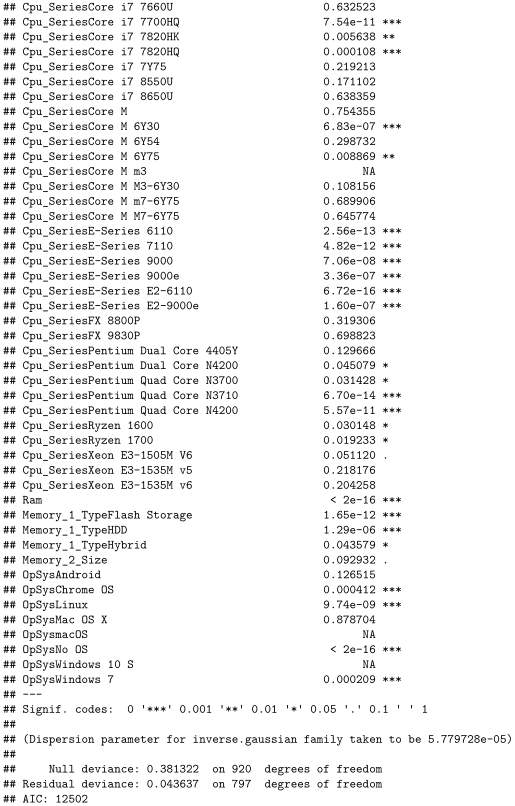 ## Cpu_SeriesCore i7 7660U 0.632523
## Cpu_SeriesCore i7 7700HQ 7.54e-11 ***
## Cpu_SeriesCore i7 7820HK 0.005638 **
## Cpu_SeriesCore i7 7820HQ 0.000108 ***
## Cpu_SeriesCore i7 7Y75 0.219213
## Cpu_SeriesCore i7 8550U 0.171102
## Cpu_SeriesCore i7 8650U 0.638359
## Cpu_SeriesCore M 0.754355
## Cpu_SeriesCore M 6Y30 6.83e-07 ***
## Cpu_SeriesCore M 6Y54 0.298732
## Cpu_SeriesCore M 6Y75 0.008869 **
## Cpu_SeriesCore M m3 NA
## Cpu_SeriesCore M M3-6Y30 0.108156
## Cpu_SeriesCore M m7-6Y75 0.689906
## Cpu_SeriesCore M M7-6Y75 0.645774
## Cpu_SeriesE-Series 6110 2.56e-13 ***
## Cpu_SeriesE-Series 7110 4.82e-12 ***
## Cpu_SeriesE-Series 9000 7.06e-08 ***
## Cpu_SeriesE-Series 9000e 3.36e-07 ***
## Cpu_SeriesE-Series E2-6110 6.72e-16 ***
## Cpu_SeriesE-Series E2-9000e 1.60e-07 ***
## Cpu_SeriesFX 8800P 0.319306
## Cpu_SeriesFX 9830P 0.698823
## Cpu_SeriesPentium Dual Core 4405Y 0.129666
## Cpu_SeriesPentium Dual Core N4200 0.045079 *
## Cpu_SeriesPentium Quad Core N3700 0.031428 *
## Cpu_SeriesPentium Quad Core N3710 6.70e-14 ***
## Cpu_SeriesPentium Quad Core N4200 5.57e-11 ***
## Cpu_SeriesRyzen 1600 0.030148 *
## Cpu_SeriesRyzen 1700 0.019233 *
## Cpu_SeriesXeon E3-1505M V6 0.051120 .
## Cpu_SeriesXeon E3-1535M v5 0.218176
## Cpu_SeriesXeon E3-1535M v6 0.204258
## Ram < 2e-16 ***
## Memory_1_TypeFlash Storage 1.65e-12 ***
## Memory_1_TypeHDD 1.29e-06 ***
## Memory_1_TypeHybrid 0.043579 *
## Memory_2_Size 0.092932 .
## OpSysAndroid 0.126515
## OpSysChrome OS 0.000412 ***
## OpSysLinux 9.74e-09 ***
## OpSysMac OS X 0.878704
## OpSysmacOS NA
## OpSysNo OS < 2e-16 ***
## OpSysWindows 10 S NA
## OpSysWindows 7 0.000209 ***
## ---
## Signif. codes: 0 '***' 0.001 '**' 0.01 '*' 0.05 '.' 0.1 ' ' 1
##
## (Dispersion parameter for inverse.gaussian family taken to be 5.779728e-05)
##
## Null deviance: 0.381322 on 920 degrees of freedom
## Residual deviance: 0.043637 on 797 degrees of freedom
## AIC: 12502